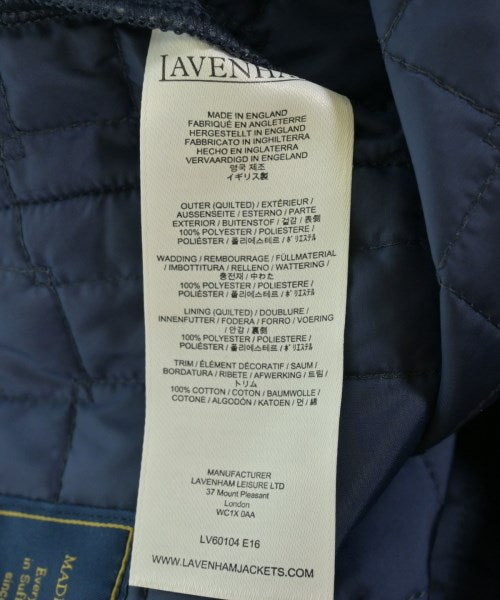 LAVENHAM
MADE IN ENGLAND
FABRIQUÉ EN ANGLETERRE
HERGESTELLT IN ENGLAND
FABBRICATO IN INGHILTERRA
HECHO EN INGLATERRA
VERVAARDIGD IN ENGELAND
영국 제조
イギリス製
OUTER (QUILTED) / EXTÉRIEUR /
AUSSENSEITE / ESTERNO / PARTE
EXTERIOR / BUITENSTOF / 겉감 / 表側
100% POLYESTER / POLIESTERE /
POLIÉSTER / 폴리에스테르 / ﾎﾟﾘｴｽﾃﾙ
WADDING / REMBOURRAGE / FÜLLMATERIAL
/ IMBOTTITURA / RELLENO / WATTERING /
충전재 / 中わた
100% POLYESTER / POLIESTERE /
POLIÉSTER / 폴리에스테르 / ﾎﾟﾘｴｽﾃﾙ
LINING (QUILTED) / DOUBLURE /
INNENFUTTER / FODERA / FORRO / VOERING
/ 안감 / 裏側
100% POLYESTER / POLIESTERE /
POLIÉSTER / 폴리에스테르 / ﾎﾟﾘｴｽﾃﾙ
TRIM / ÉLÉMENT DÉCORATIF / SAUM /
BORDATURA / RIBETE / AFWERKING / 트림 /
トリム
100% COTTON / COTON / BAUMWOLLE /
COTONE / ALGODÓN / KATOEN / 면 / 綿
MANUFACTURER
LAVENHAM LEISURE LTD
37 Mount Pleasant
London
WC1X 0AA
LV60104 E16
WWW.LAVENHAMJACKETS.COM
MADE
Every
in Suff
since